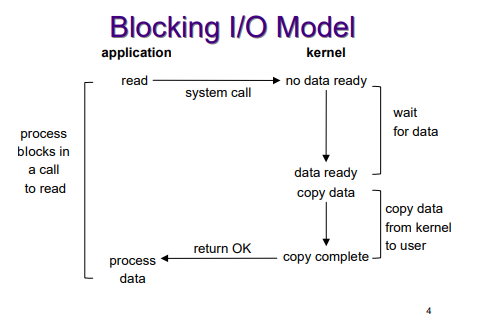 Blocking I/O Model
application
kernel
read
system call
no data ready
wait
for data
process
blocks in
a call
to read
data ready
copy data
copy data
from kernel
to user
return OK
copy complete
process
data
4